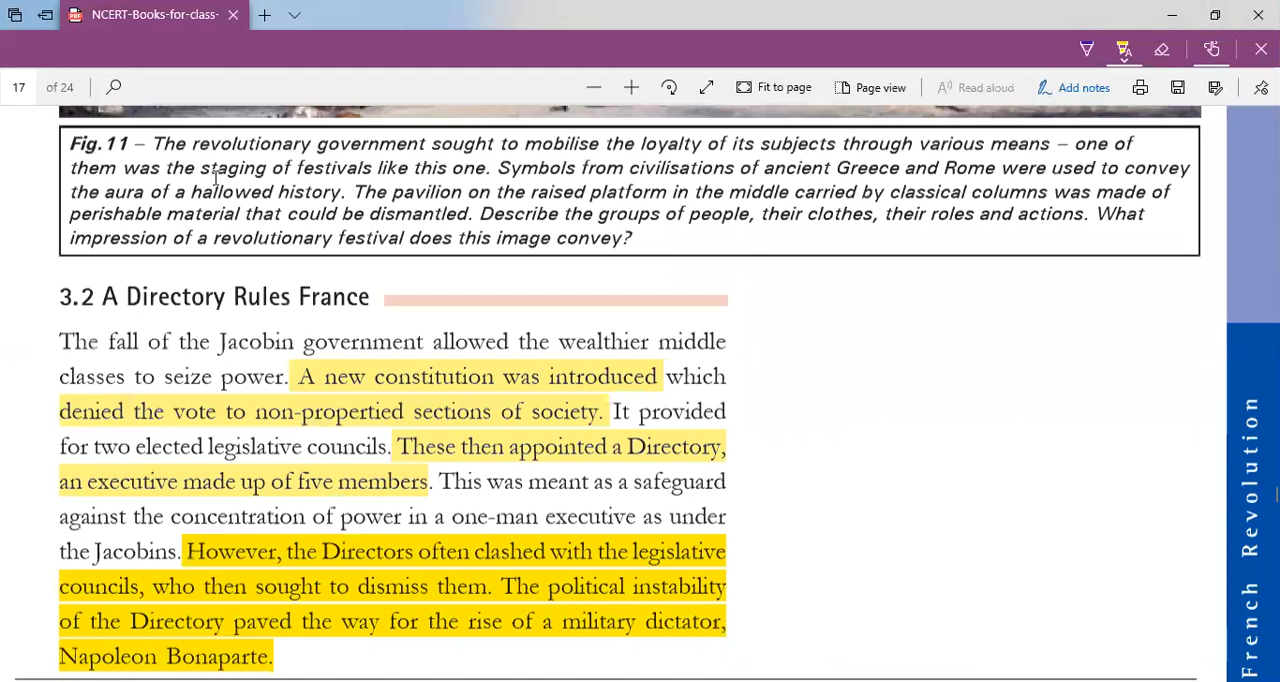 NCERT-Books-for-class-
17 of 24
Fit to page
Page view
Read aloud
Add notes
Fig.11 – The revolutionary government sought to mobilise the loyalty of its subjects through various means – one of
them was the staging of festivals like this one. Symbols from civilisations of ancient Greece and Rome were used to convey
the aura of a hallowed history. The pavilion on the raised platform in the middle carried by classical columns was made of
perishable material that could be dismantled. Describe the groups of people, their clothes, their roles and actions. What
impression of a revolutionary festival does this image convey?
3.2 A Directory Rules France
The fall of the Jacobin government allowed the wealthier middle
classes to seize power. A new constitution was introduced which
denied the vote to non-propertied sections of society. It provided
for two elected legislative councils. These then appointed a Directory,
an executive made up of five members. This was meant as a safeguard
against the concentration of power in a one-man executive as under
the Jacobins. However, the Directors often clashed with the legislative
councils, who then sought to dismiss them. The political instability
of the Directory paved the way for the rise of a military dictator,
Napoleon Bonaparte.
French Revolution